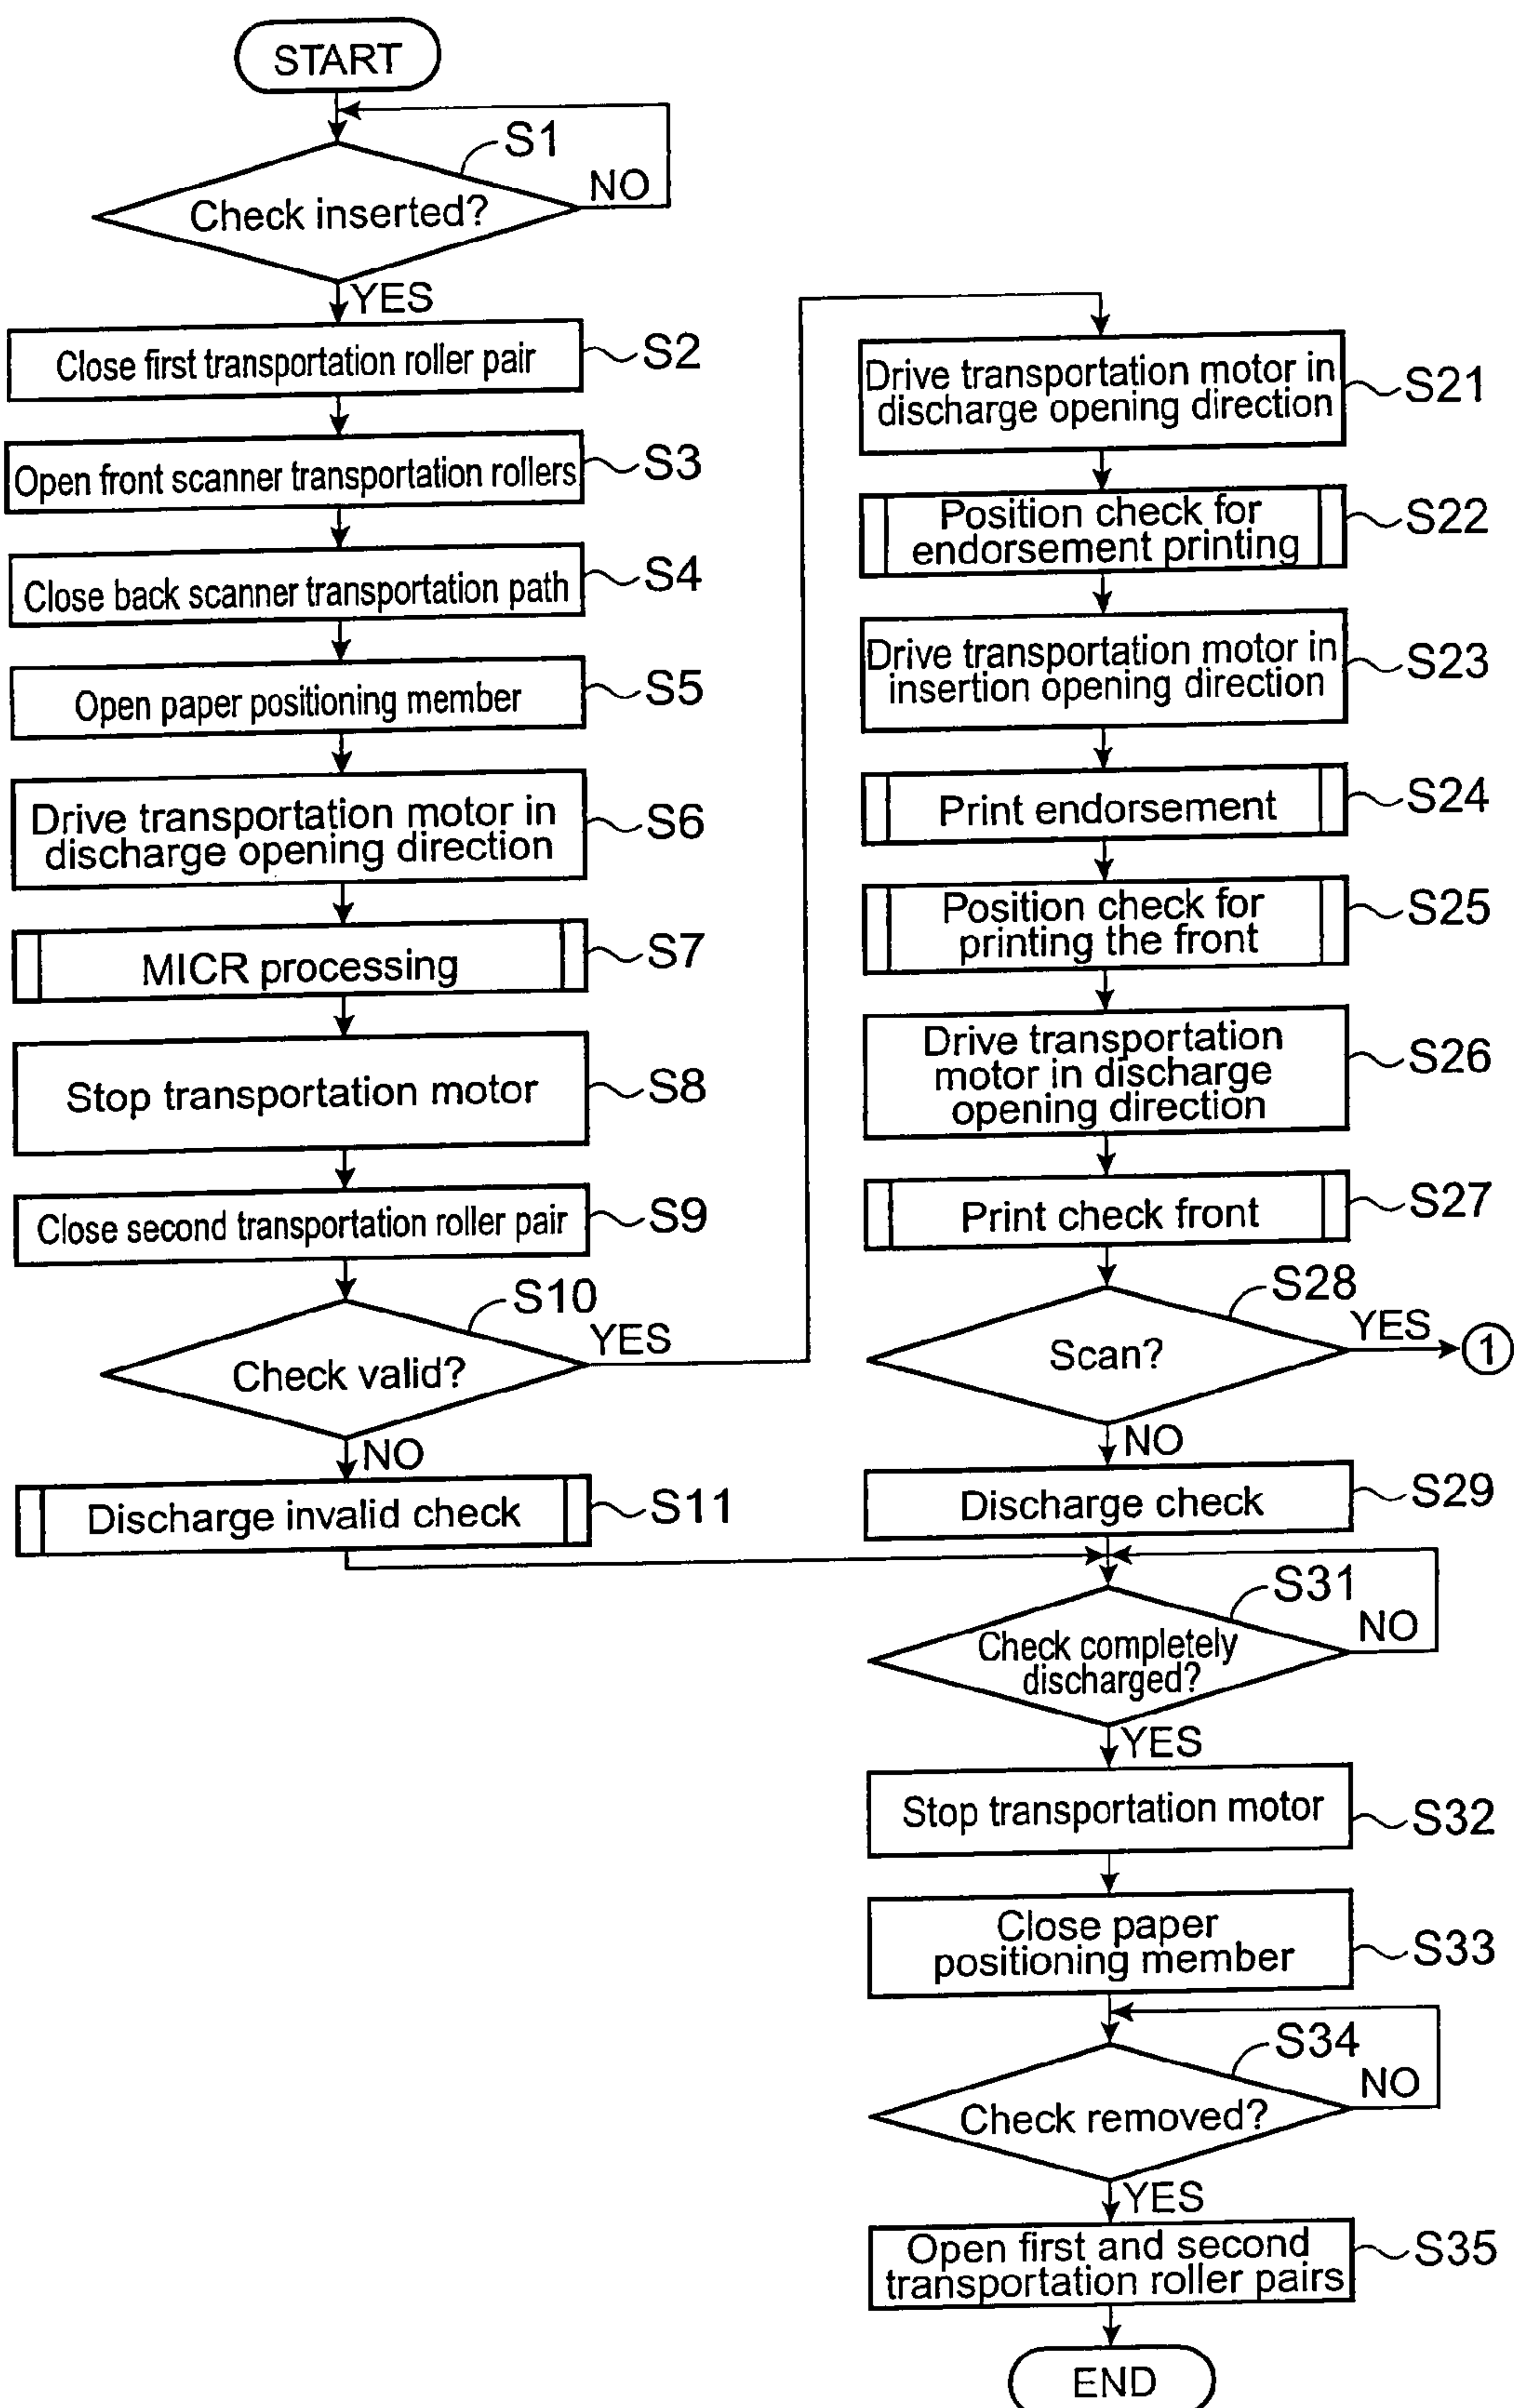 START
S1
NO
Check inserted?
YES
Close first transportation roller pair
S2
Open front scanner transportation rollers
S3
Close back scanner transportation path
S4
Open paper positioning member
S5
Drive transportation motor in
discharge opening direction
S6
MICR processing
S7
Stop transportation motor
S8
Close second transportation roller pair
S9
S10
YES
Check valid?
NO
Discharge invalid check
S11
Drive transportation motor in
discharge opening direction
S21
Position check for
endorsement printing
S22
Drive transportation motor in
insertion opening direction
S23
Print endorsement
S24
Position check for
printing the front
S25
Drive transportation
motor in discharge
opening direction
S26
Print check front
S27
S28
YES
1
Scan?
NO
Discharge check
S29
S31
NO
Check completely
discharged?
YES
Stop transportation motor
S32
Close paper
positioning member
S33
S34
NO
Check removed?
YES
Open first and second
transportation roller pairs
S35
END